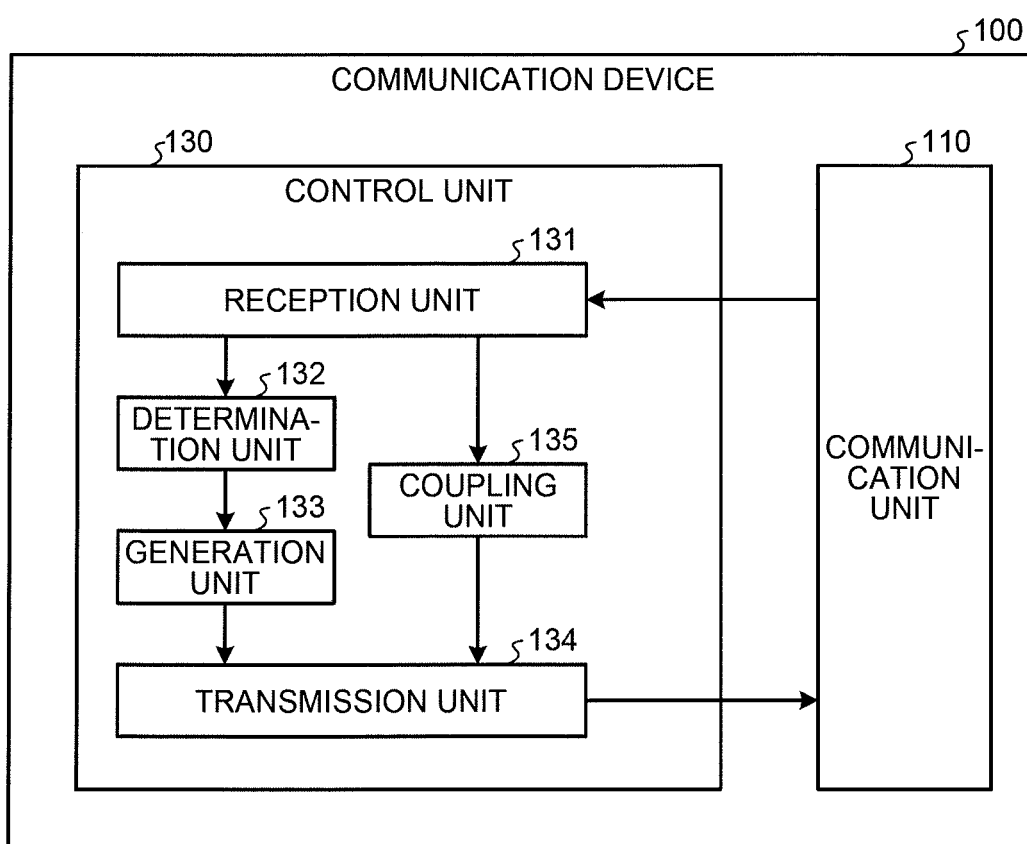 100
COMMUNICATION DEVICE
130
110
CONTROL UNIT
131
RECEPTION UNIT
132
DETERMINA-
TION UNIT
135
COUPLING
UNIT
COMMUNI-
CATION
UNIT
133
GENERATION
UNIT
134
TRANSMISSION UNIT